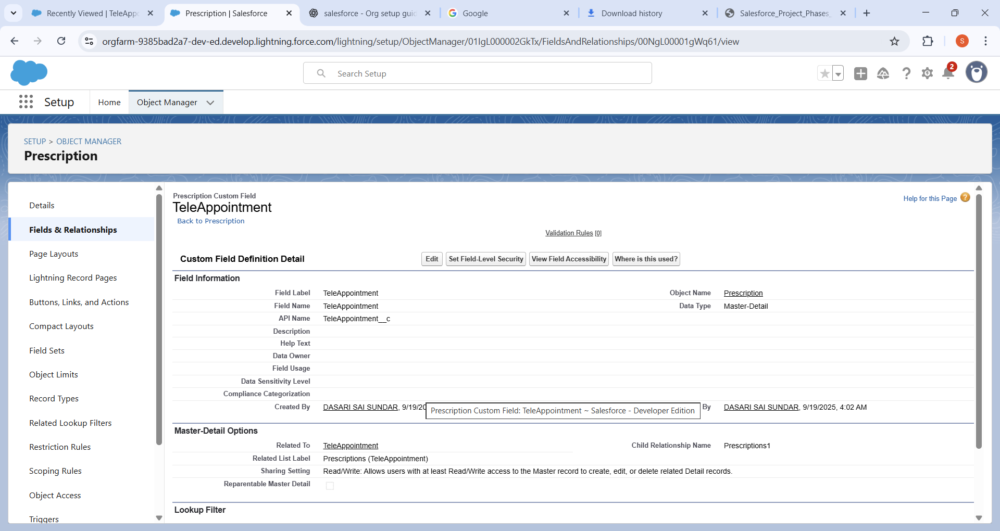 Recently Viewed | TeleAppo
Prescription | Salesforce
salesforce - Org setup guid
Google
Download history
Salesforce_Project_Phases_
orgfarm-9385bad2a7-dev-ed.develop.lightning.force.com/lightning/setup/ObjectManager/01IgL000002GkTx/FieldsAndRelationships/00NgL00001gWq61/view
S
Search Setup
2
Setup
Home
Object Manager
SETUP > OBJECT MANAGER
Prescription
Details
Fields & Relationships
Page Layouts
Lightning Record Pages
Buttons, Links, and Actions
Compact Layouts
Field Sets
Object Limits
Record Types
Related Lookup Filters
Restriction Rules
Scoping Rules
Object Access
Triggers
Prescription Custom Field
TeleAppointment
Back to Prescription
Help for this Page ?
Validation Rules [0]
Custom Field Definition Detail
Edit
Set Field-Level Security
View Field Accessibility
Where is this used?
Field Information
Field Label TeleAppointment Object Name Prescription
Field Name TeleAppointment Data Type Master-Detail
API Name TeleAppointment__c
Description
Help Text
Data Owner
Field Usage
Data Sensitivity Level
Compliance Categorization
Created By DASARI SAI SUNDAR, 9/19/20 By DASARI SAI SUNDAR, 9/19/2025, 4:02 AM
Prescription Custom Field: TeleAppointment ~ Salesforce - Developer Edition
Master-Detail Options
Related To TeleAppointment Child Relationship Name Prescriptions1
Related List Label Prescriptions (TeleAppointment)
Sharing Setting Read/Write: Allows users with at least Read/Write access to the Master record to create, edit, or delete related Detail records.
Reparentable Master Detail
Lookup Filter